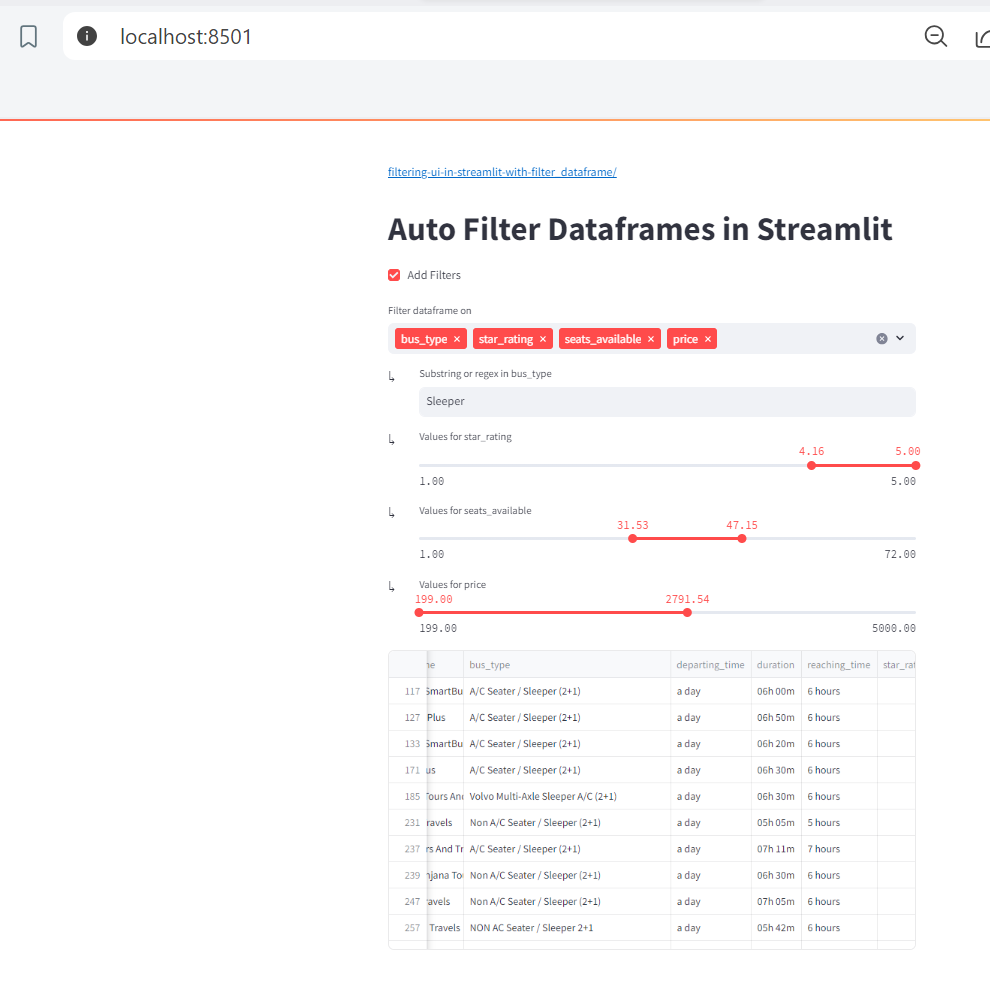 localhost:8501
filtering-ui-in-streamlit-with-filter_dataframe/
Auto Filter Dataframes in Streamlit
Add Filters
Filter dataframe on
bus_type × star_rating × seats_available × price ×
↳ Substring or regex in bus_type
Sleeper
↳ Values for star_rating
4.16 5.00
1.00 5.00
↳ Values for seats_available
31.53 47.15
1.00 72.00
↳ Values for price
199.00 2791.54
199.00 5000.00
bus_type departing_time duration reaching_time star_rat
117 SmartBu A/C Seater / Sleeper (2+1) a day 06h 00m 6 hours
127 Plus A/C Seater / Sleeper (2+1) a day 06h 50m 6 hours
133 SmartBu A/C Seater / Sleeper (2+1) a day 06h 20m 6 hours
171 us A/C Seater / Sleeper (2+1) a day 06h 30m 6 hours
185 Tours And Volvo Multi-Axle Sleeper A/C (2+1) a day 06h 30m 6 hours
231 ravels Non A/C Seater / Sleeper (2+1) a day 05h 05m 5 hours
237 rs And Tr A/C Seater / Sleeper (2+1) a day 07h 11m 7 hours
239 njana Tou Non A/C Seater / Sleeper (2+1) a day 06h 30m 6 hours
247 ravels Non A/C Seater / Sleeper (2+1) a day 07h 05m 6 hours
257 Travels NON AC Seater / Sleeper 2+1 a day 05h 42m 6 hours